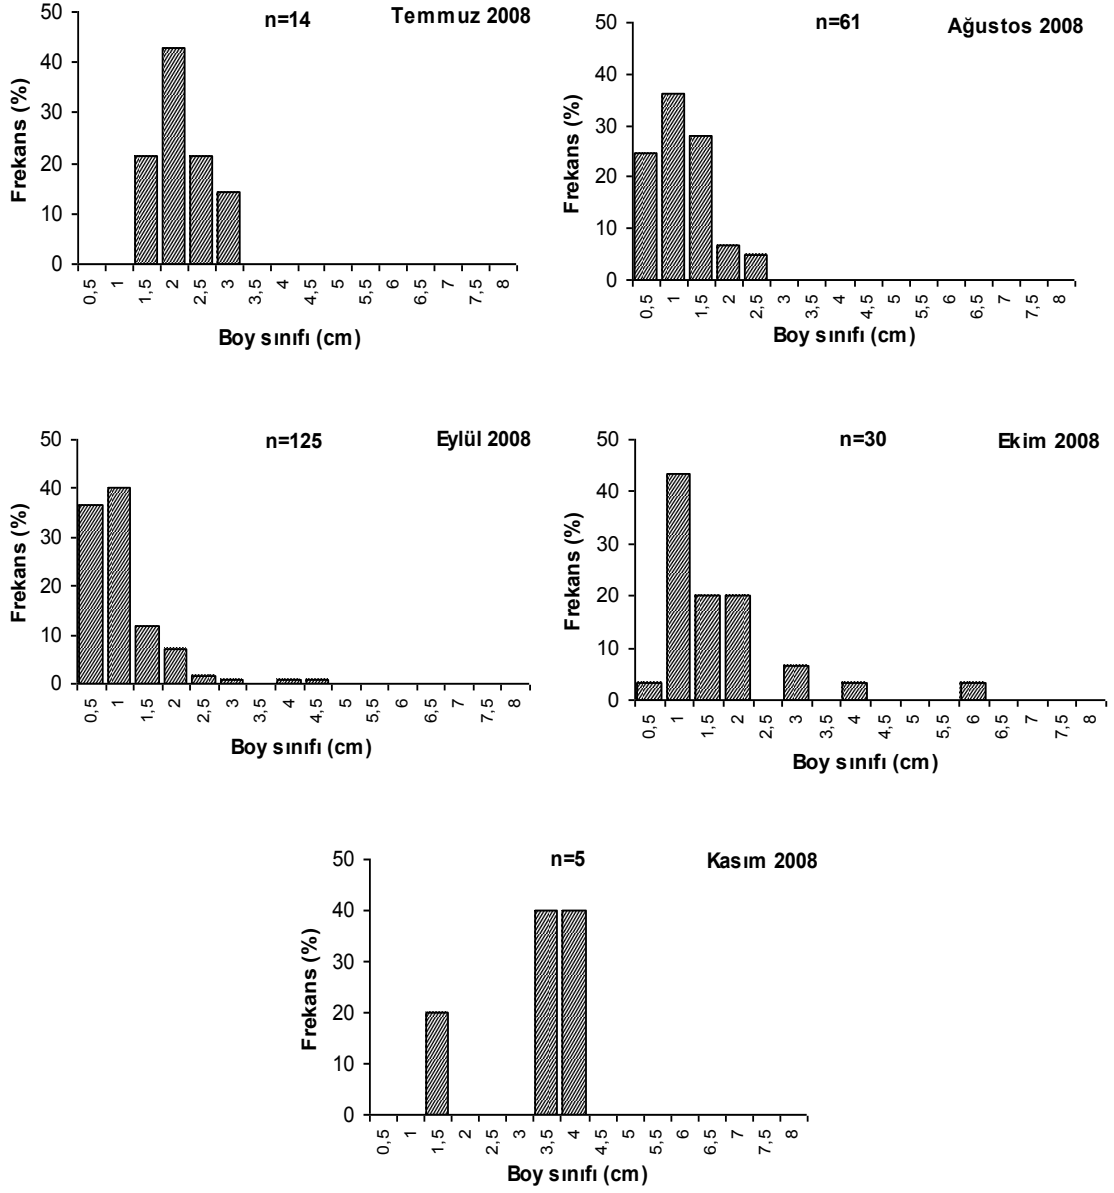 n=14
Temmuz 2008
Frekans (%)
50
40
30
20
10
0
0,5 1 1,5 2 2,5 3 3,5 4 4,5 5 5,5 6 6,5 7 7,5 8
Boy sınıfı (cm)
n=61
Ağustos 2008
Frekans (%)
50
40
30
20
10
0
0,5 1 1,5 2 2,5 3 3,5 4 4,5 5 5,5 6 6,5 7 7,5 8
Boy sınıfı (cm)
n=125
Eylül 2008
Frekans (%)
50
40
30
20
10
0
0,5 1 1,5 2 2,5 3 3,5 4 4,5 5 5,5 6 6,5 7 7,5 8
Boy sınıfı (cm)
n=30
Ekim 2008
Frekans (%)
50
40
30
20
10
0
0,5 1 1,5 2 2,5 3 3,5 4 4,5 5 5,5 6 6,5 7 7,5 8
Boy sınıfı (cm)
n=5
Kasım 2008
Frekans (%)
50
40
30
20
10
0
0,5 1 1,5 2 2,5 3 3,5 4 4,5 5 5,5 6 6,5 7 7,5 8
Boy sınıfı (cm)